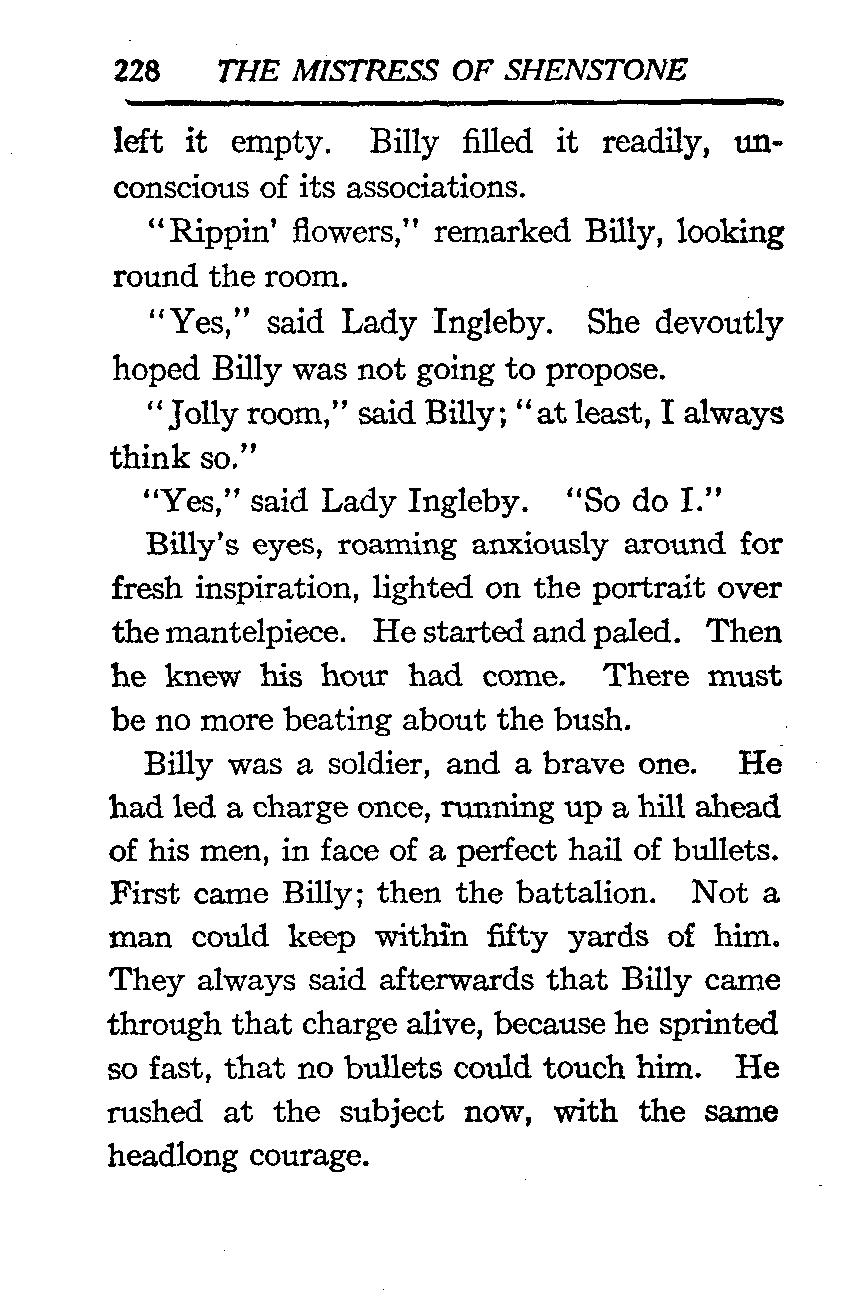 228 THE MISTRESS OF SHENSTONE
left it empty. Billy filled it readily, un-
conscious of its associations.
"Rippin' flowers," remarked Billy, looking
round the room.
"Yes," said Lady Ingleby. She devoutly
hoped Billy was not going to propose.
"Jolly room," said Billy; "at least, I always
think so."
"Yes," said Lady Ingleby. "So do I."
Billy's eyes, roaming anxiously around for
fresh inspiration, lighted on the portrait over
the mantelpiece. He started and paled. Then
he knew his hour had come. There must
be no more beating about the bush.
Billy was a soldier, and a brave one. He
had led a charge once, running up a hill ahead
of his men, in face of a perfect hail of bullets.
First came Billy; then the battalion. Not a
man could keep within fifty yards of him.
They always said afterwards that Billy came
through that charge alive, because he sprinted
so fast, that no bullets could touch him. He
rushed at the subject now, with the same
headlong courage.